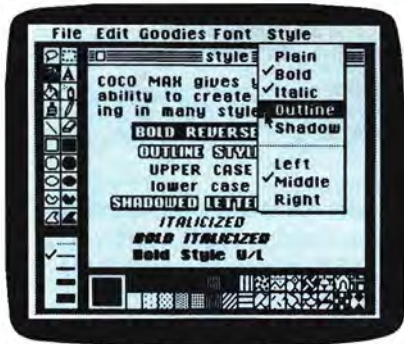 File Edit Goodies Font Style
style
Plain
Bold
Italic
Outline
Shadow
Left
Middle
Right
COCO MAX gives
ability to create
ing in many style
BOLD REVERSE
OUTLINE STYL
UPPER CASE
lower case
SHADOWED LETTE
ITALICIZED
BOLD ITALICIZED
Bold Style U/L
A